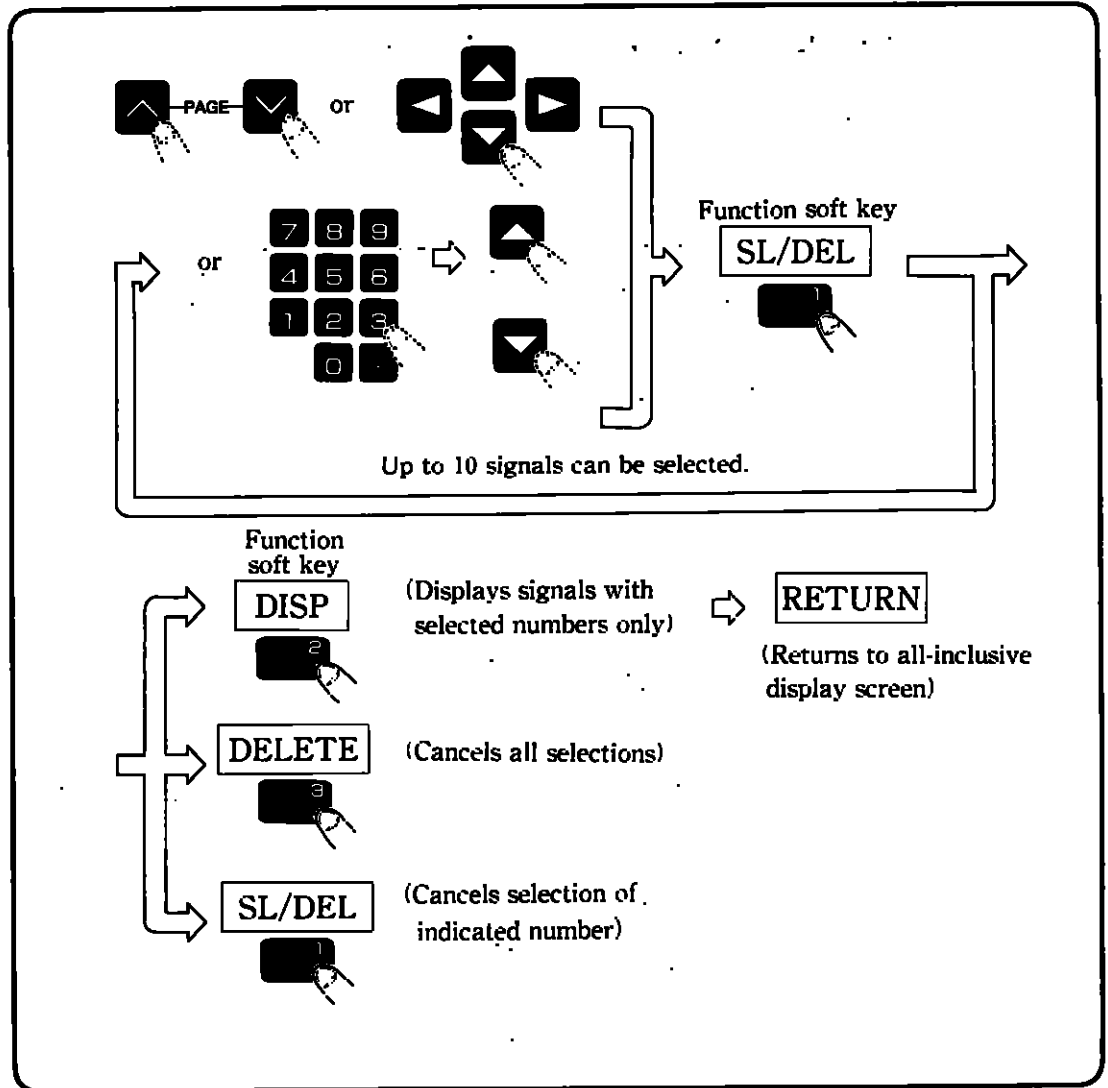 PAGE or
Function soft key
SL/DEL
1
or
7 8 9
4 5 6
1 2 3
0 .
Up to 10 signals can be selected.
Function
soft key
DISP
2
(Displays signals with
selected numbers only)
RETURN
(Returns to all-inclusive
display screen)
DELETE
3
(Cancels all selections)
SL/DEL
1
(Cancels selection of
indicated number)